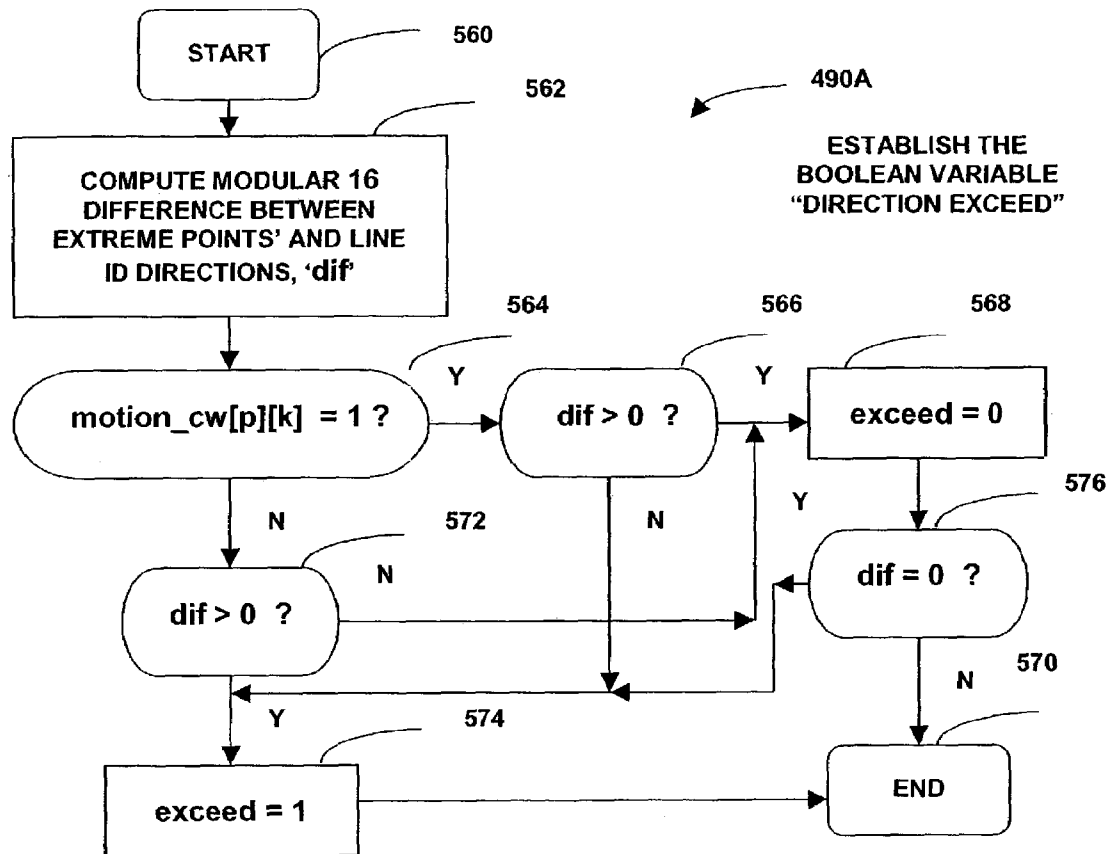 START
560
562
490A
COMPUTE MODULAR 16
DIFFERENCE BETWEEN
EXTREME POINTS' AND LINE
ID DIRECTIONS, 'dif'
ESTABLISH THE
BOOLEAN VARIABLE
"DIRECTION EXCEED"
564
566
568
motion_cw[p][k] = 1 ?
Y
dif > 0 ?
Y
exceed = 0
N
572
N
N
Y
576
dif > 0 ?
dif = 0 ?
Y
574
N
570
exceed = 1
END